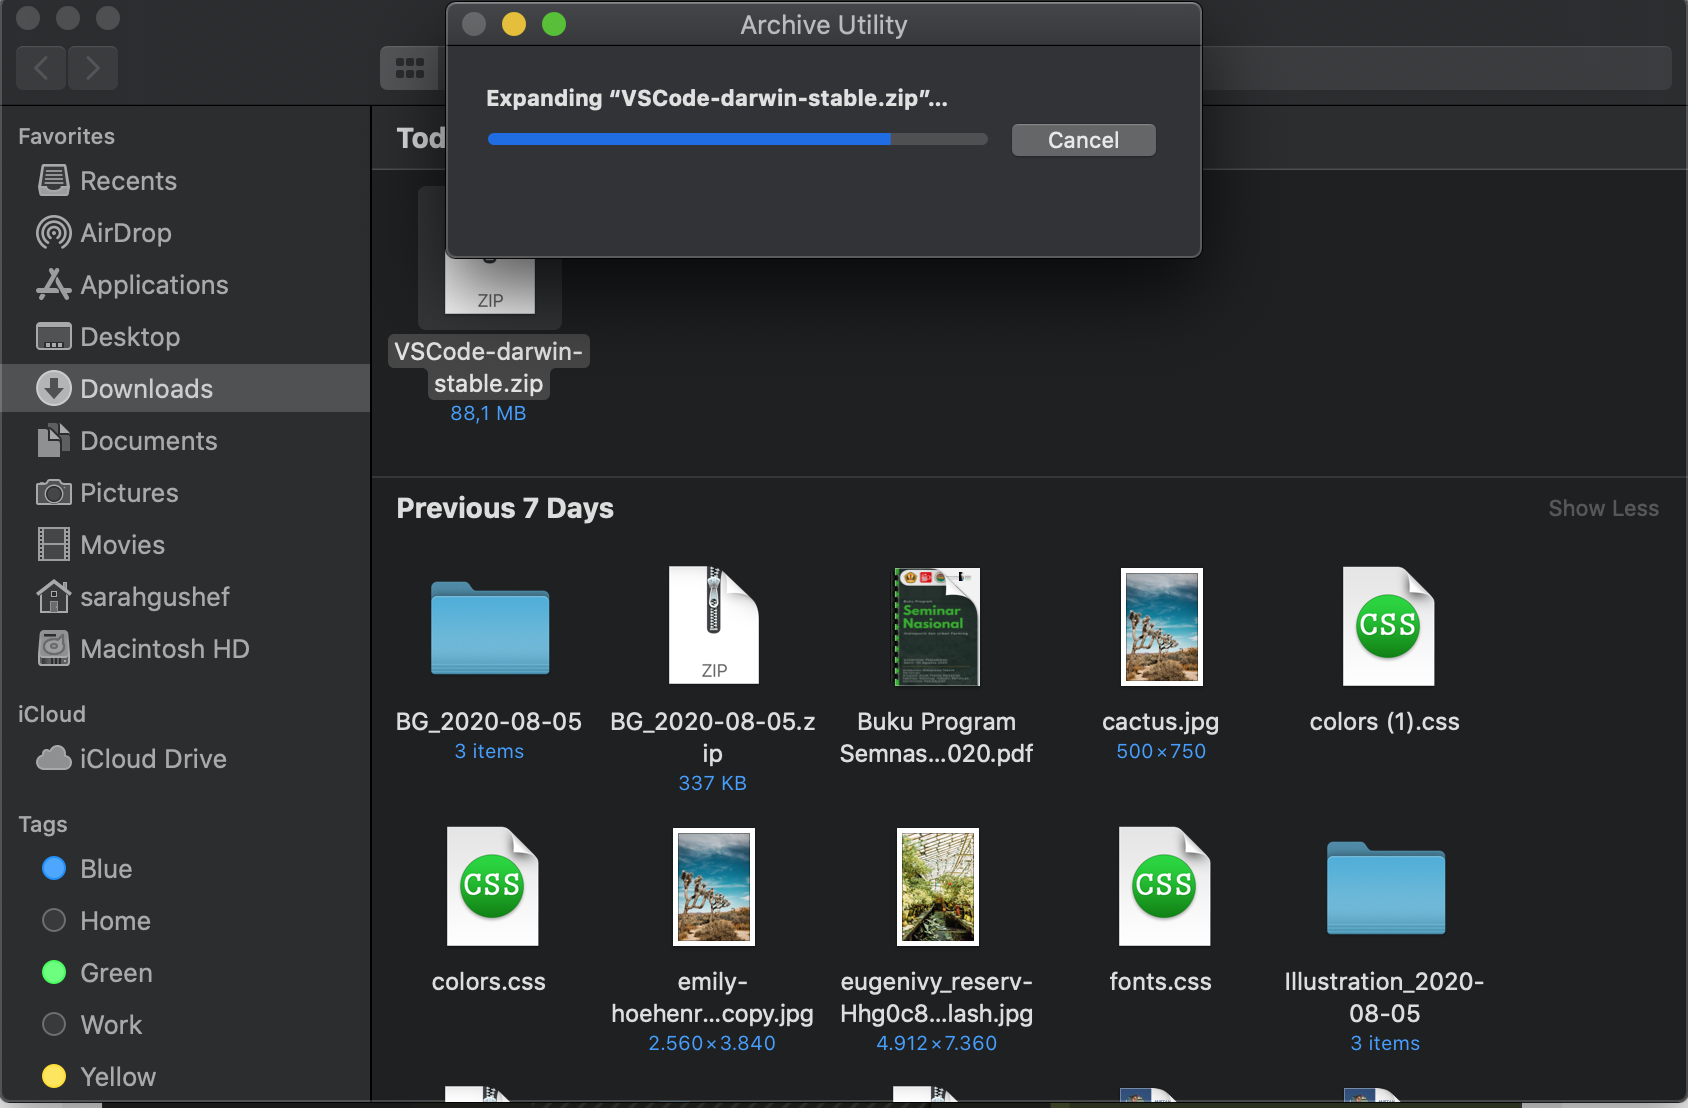 Archive Utility
Expanding “VSCode-darwin-stable.zip”...
Cancel
Favorites
Recents
AirDrop
Applications
Desktop
Downloads
Documents
Pictures
Movies
sarahgushef
Macintosh HD
iCloud
iCloud Drive
Tags
Blue
Home
Green
Work
Yellow
Tod
ZIP
VSCode-darwin-
stable.zip
88,1 MB
Previous 7 Days
Show Less
ZIP
Buku Program
Seminar
Nasional
CSS
BG_2020-08-05
3 items
BG_2020-08-05.z
ip
337 KB
Buku Program
Semnas...020.pdf
cactus.jpg
500×750
colors (1).css
CSS
CSS
colors.css
emily-
hoehenr...copy.jpg
2.560×3.840
eugenivy_reserv-
Hhg0c8...lash.jpg
4.912×7.360
fonts.css
Illustration_2020-
08-05
3 items